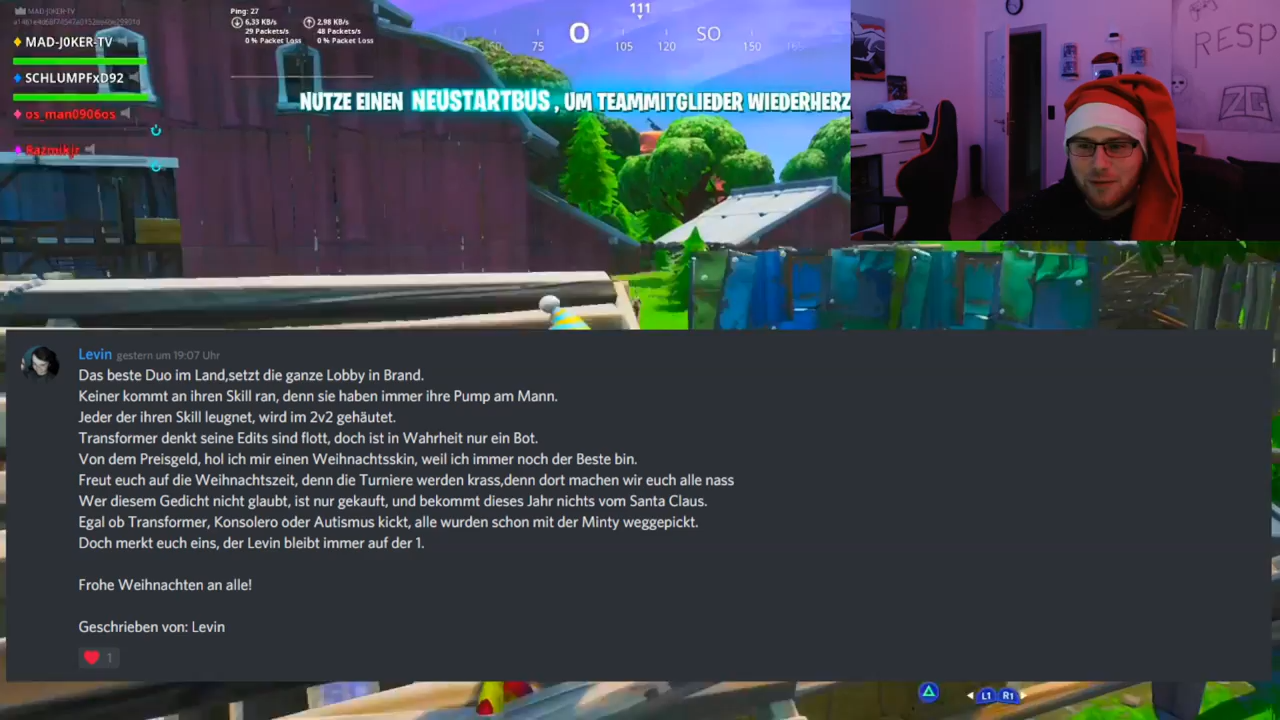 MAD-J0KER-TV
MAD-J0KER-TV
SCHLUMPFxD92
os_man0906os
Bazmikjr
Ping: 27
6,33 KB/s 2,98 KB/s
29 Packets/s 48 Packets/s
0 % Packet Loss 0 % Packet Loss
111
60 75 O 105 120 SO 150 165
NUTZE EINEN NEUSTARTBUS, UM TEAMMITGLIEDER WIEDERHERZ
RESP
ZG
Levin gestern um 19:07 Uhr
Das beste Duo im Land,setzt die ganze Lobby in Brand.
Keiner kommt an ihren Skill ran, denn sie haben immer ihre Pump am Mann.
Jeder der ihren Skill leugnet, wird im 2v2 gehäutet.
Transformer denkt seine Edits sind flott, doch ist in Wahrheit nur ein Bot.
Von dem Preisgeld, hol ich mir einen Weihnachtsskin, weil ich immer noch der Beste bin.
Freut euch auf die Weihnachtszeit, denn die Turniere werden krass,denn dort machen wir euch alle nass
Wer diesem Gedicht nicht glaubt, ist nur gekauft, und bekommt dieses Jahr nichts vom Santa Claus.
Egal ob Transformer, Konsolero oder Autismus kickt, alle wurden schon mit der Minty weggepickt.
Doch merkt euch eins, der Levin bleibt immer auf der 1.
Frohe Weihnachten an alle!
Geschrieben von: Levin
1
L1 R1